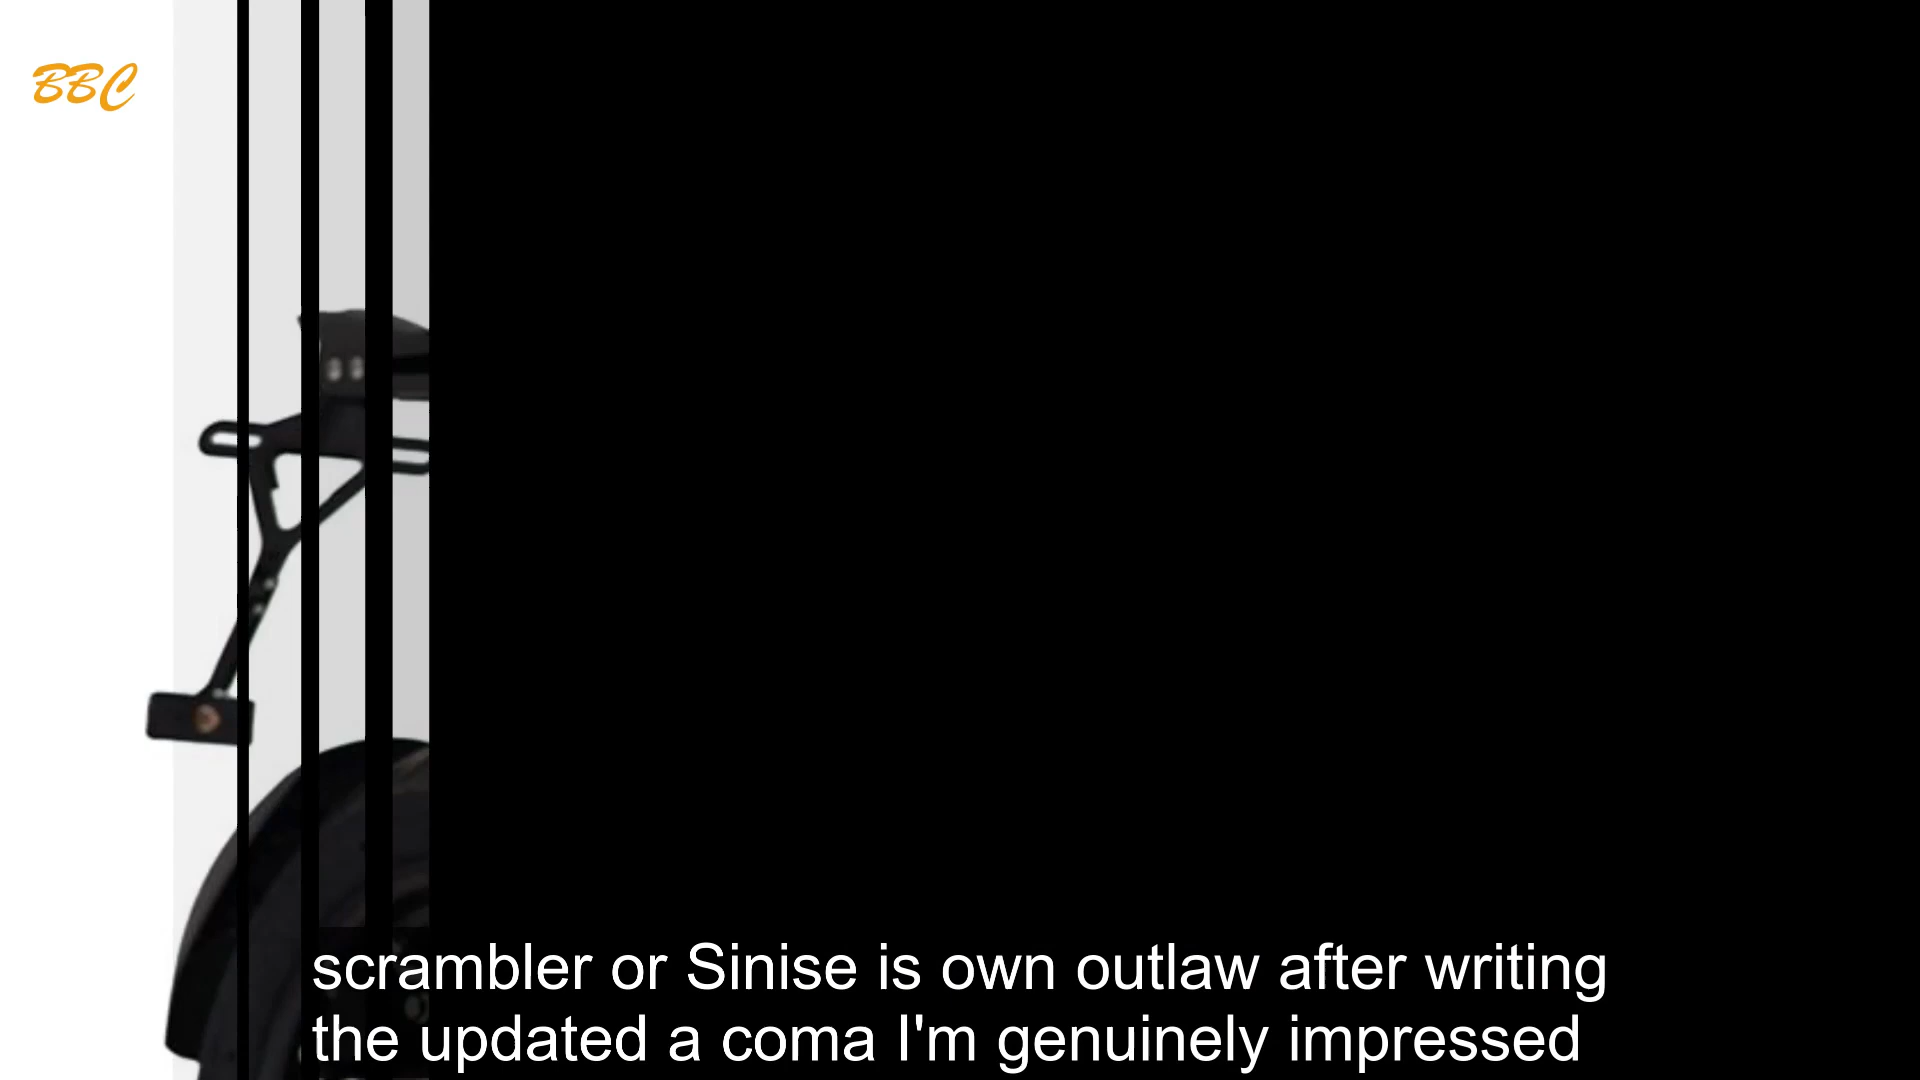 BBC
scrambler or Sinise is own outlaw after writing
the updated a coma I'm genuinely impressed